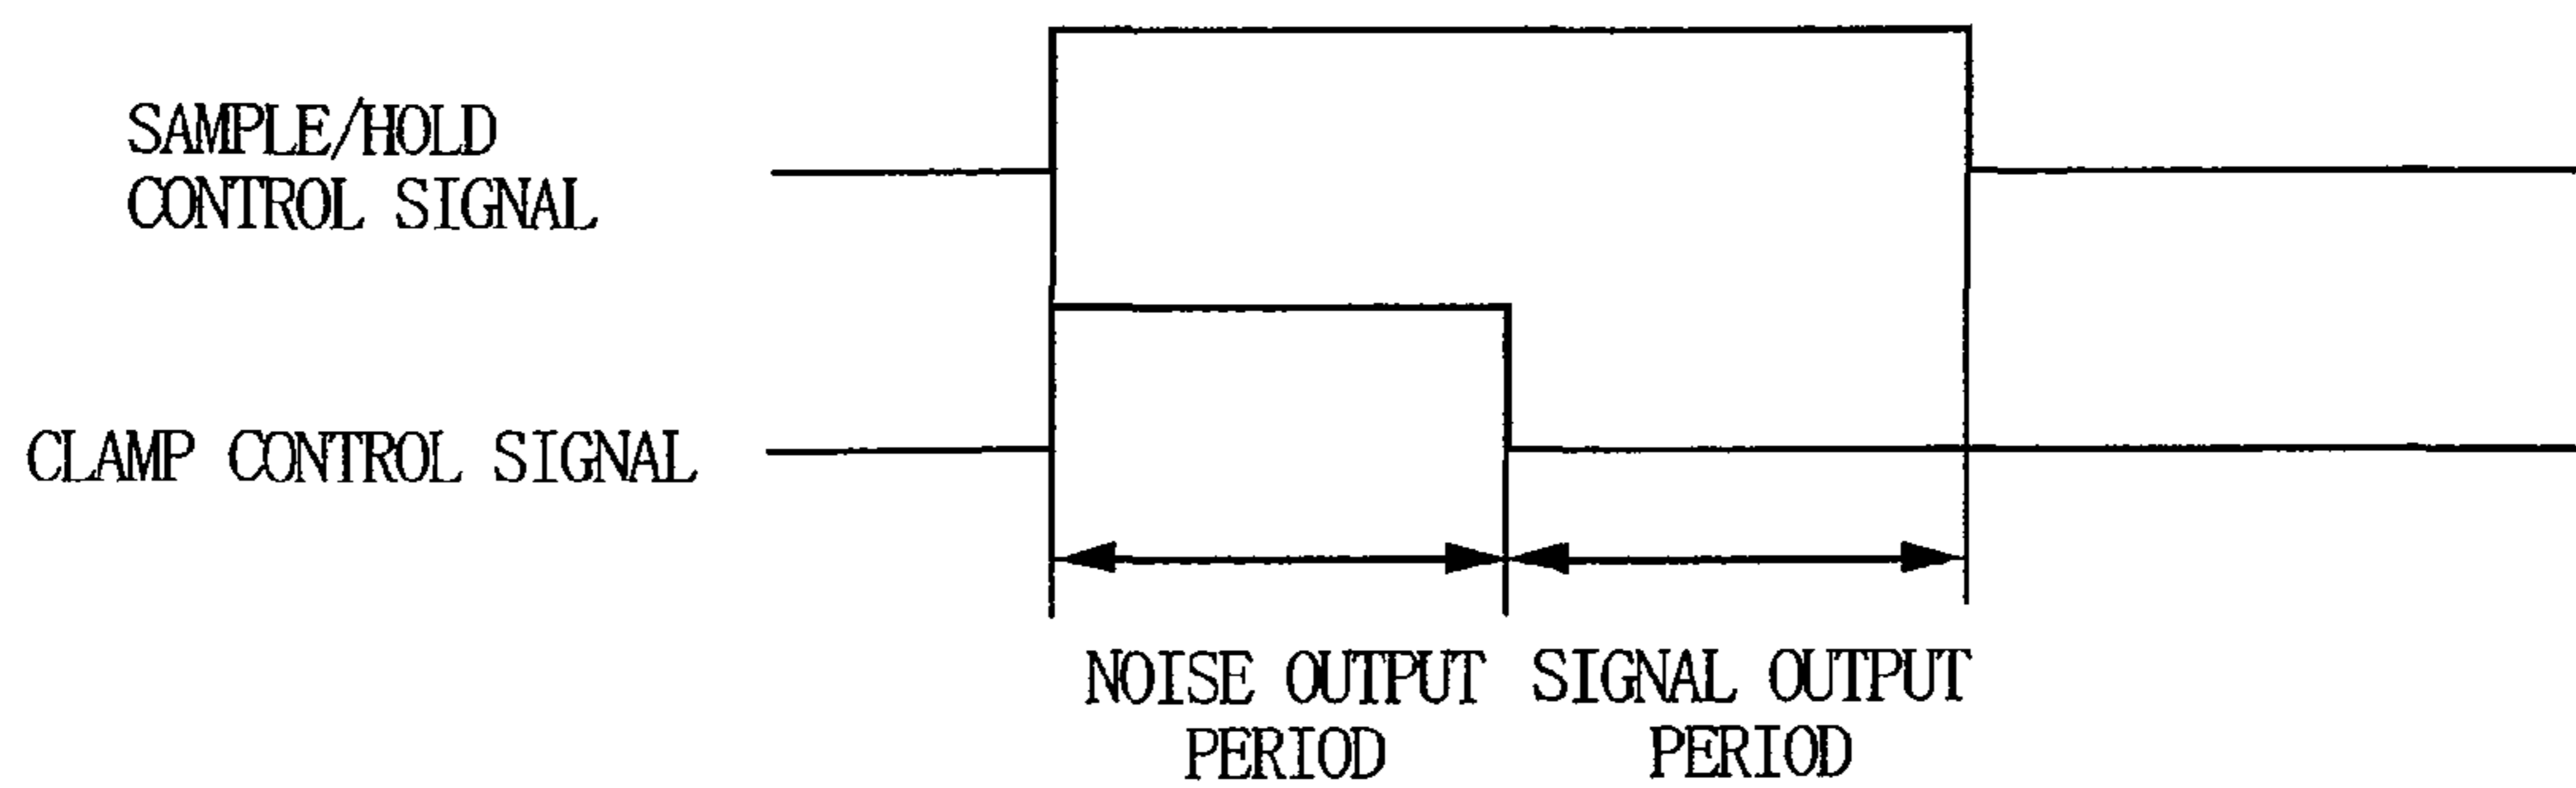 SAMPLE/HOLD
CONTROL SIGNAL
CLAMP CONTROL SIGNAL
NOISE OUTPUT
PERIOD
SIGNAL OUTPUT
PERIOD